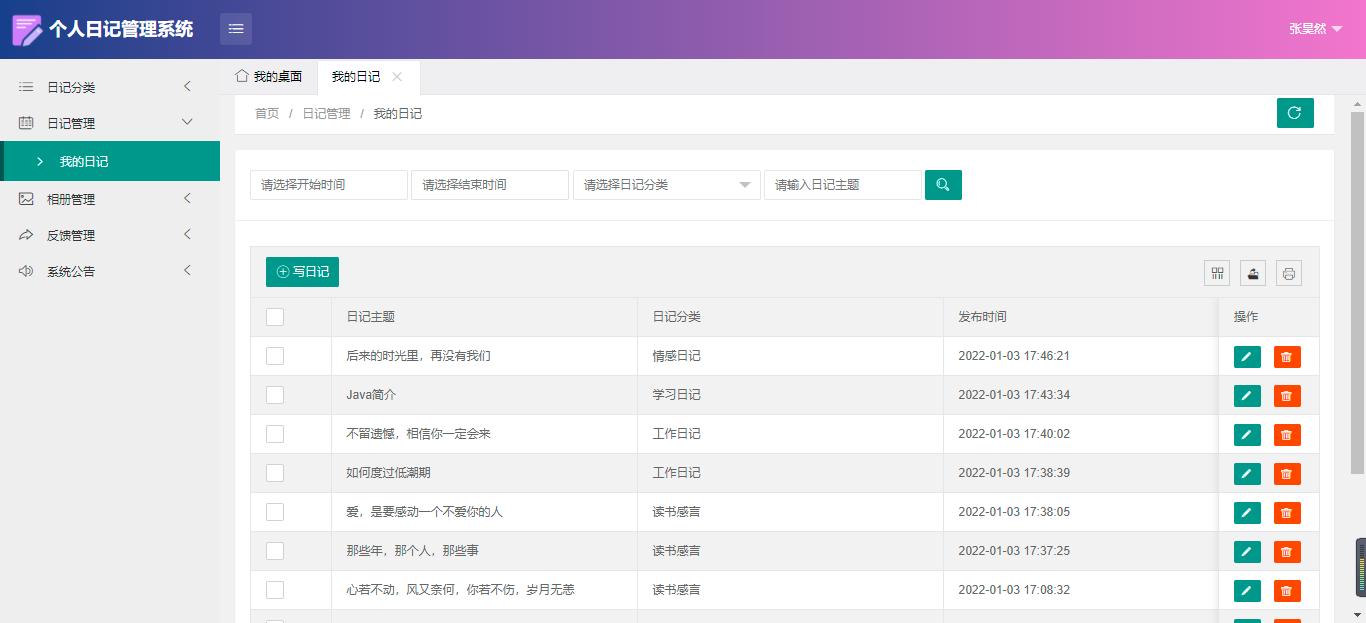 个人日记管理系统
张昊然
日记分类
日记管理
我的日记
相册管理
反馈管理
系统公告
我的桌面 我的日记
首页 / 日记管理 / 我的日记
请选择开始时间 请选择结束时间 请选择日记分类 请输入日记主题
写日记
日记主题 日记分类 发布时间 操作
后来的时光里，再没有我们 情感日记 2022-01-03 17:46:21
Java简介 学习日记 2022-01-03 17:43:34
不留遗憾，相信你一定会来 工作日记 2022-01-03 17:40:02
如何度过低潮期 工作日记 2022-01-03 17:38:39
爱，是要感动一个不爱你的人 读书感言 2022-01-03 17:38:05
那些年，那个人，那些事 读书感言 2022-01-03 17:37:25
心若不动，风又奈何，你若不伤，岁月无恙 读书感言 2022-01-03 17:08:32